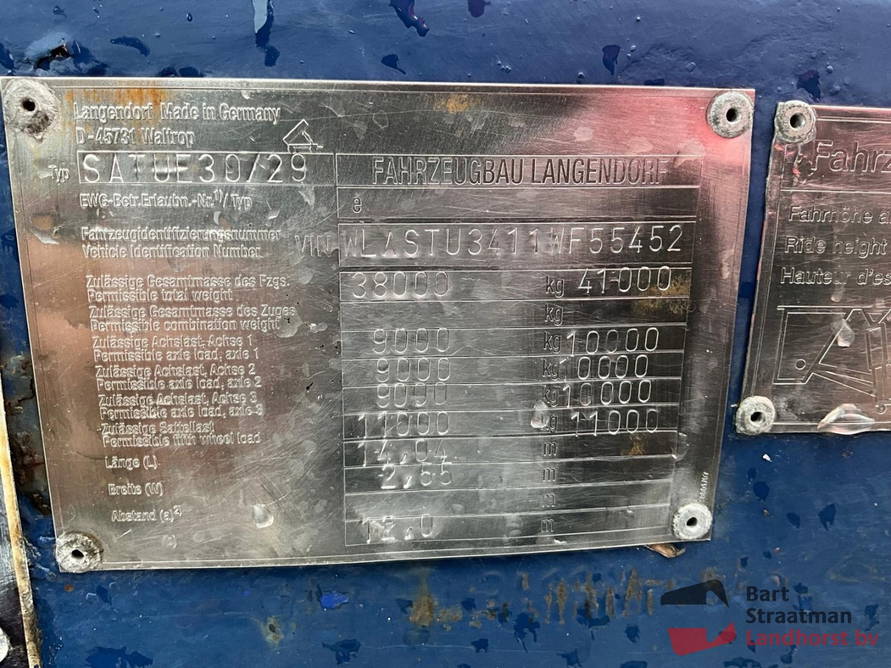 Langendorf Made in Germany
D-45731 Waltrop
Typ SATUE30/29 FAHRZEUGBAU LANGENDORF
EWG-Betr.Erlaubn.-Nr.1)/Typ e
Fahrzeugidentifizierungsnummer
Vehicle Identification Number VIN WLASTU3411WF55452
Zulässige Gesamtmasse des Fzgs. 38000 kg 41000
Permissible total weight
Zulässige Gesamtmasse des Zuges kg
Permissible combination weight
Zulässige Achslast, Achse 1 9000 kg 10000
Permissible axle load, axle 1
Zulässige Achslast, Achse 2 9000 kg 10000
Permissible axle load, axle 2
Zulässige Achslast, Achse 3 9000 kg 10000
Permissible axle load, axle 3
Zulässige Sattellast 11000 kg 11000
Permissible fifth wheel load
Länge (L) 14,04 m
Breite (W) 2,55 m
m
Abstand (a)2) 12,0 m
Fahrz
Fahrhöhe a
Ride height
Hauteur d'es
Bart
Straatman
Landhorst bv